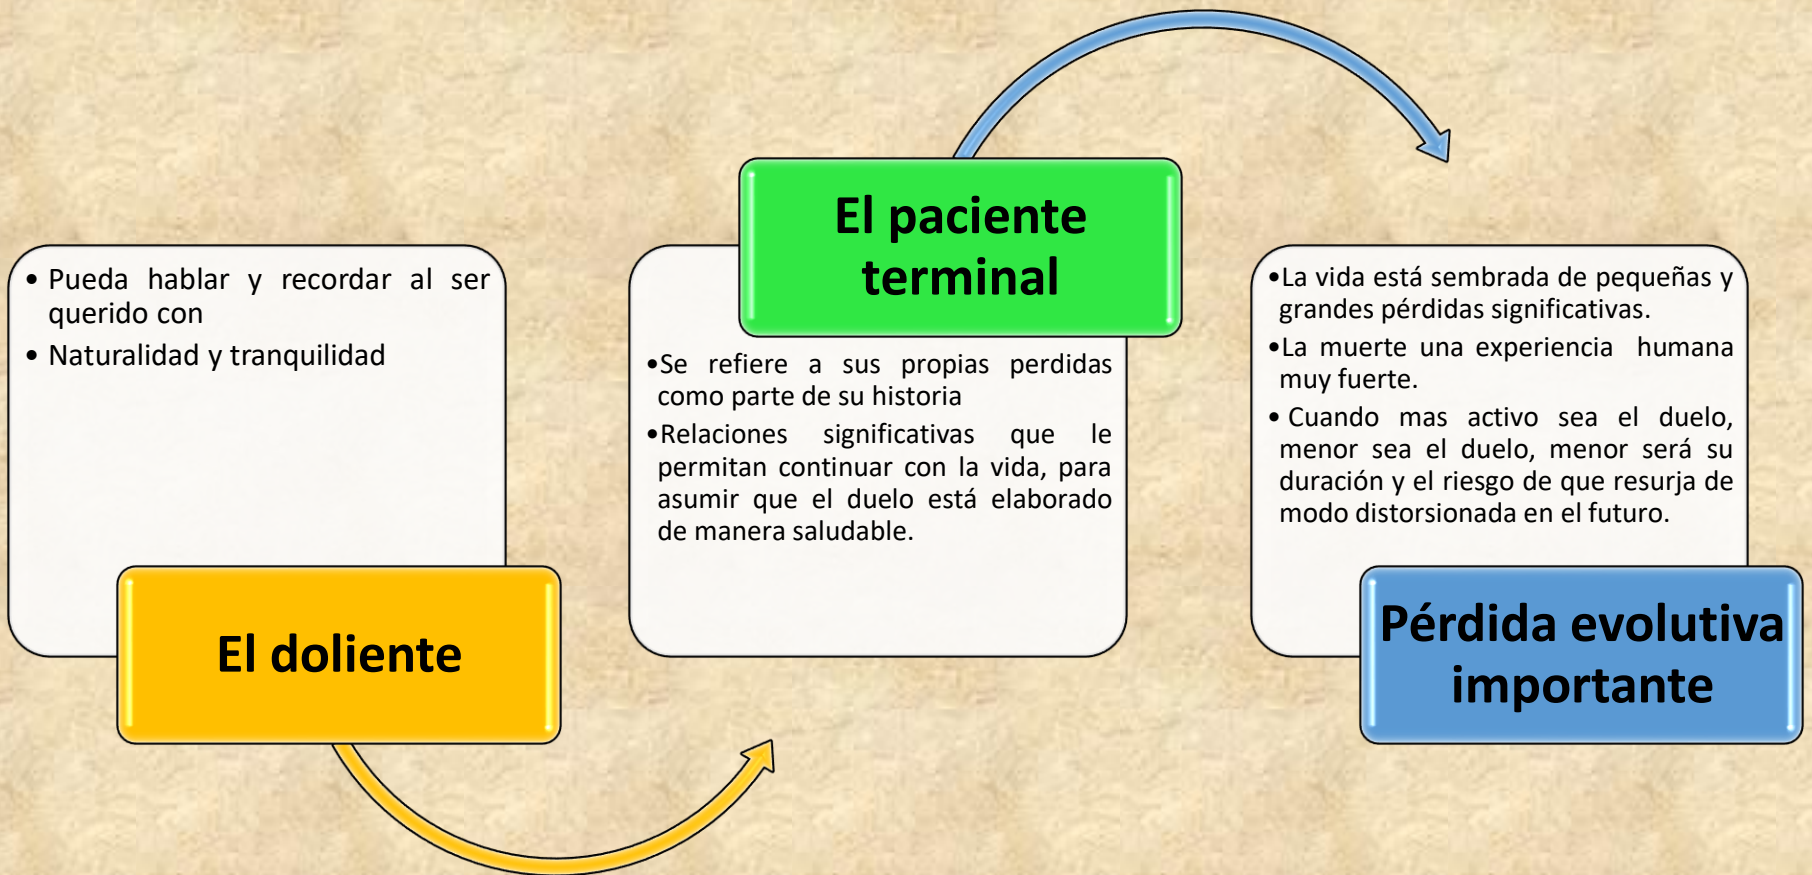 • Pueda hablar y recordar al ser
querido con
• Naturalidad y tranquilidad
El doliente
El paciente
terminal
•Se refiere a sus propias perdidas
como parte de su historia
•Relaciones significativas que le
permitan continuar con la vida, para
asumir que el duelo está elaborado
de manera saludable.
•La vida está sembrada de pequeñas y
grandes pérdidas significativas.
•La muerte una experiencia humana
muy fuerte.
• Cuando mas activo sea el duelo,
menor sea el duelo, menor será su
duración y el riesgo de que resurja de
modo distorsionada en el futuro.
Pérdida evolutiva
importante